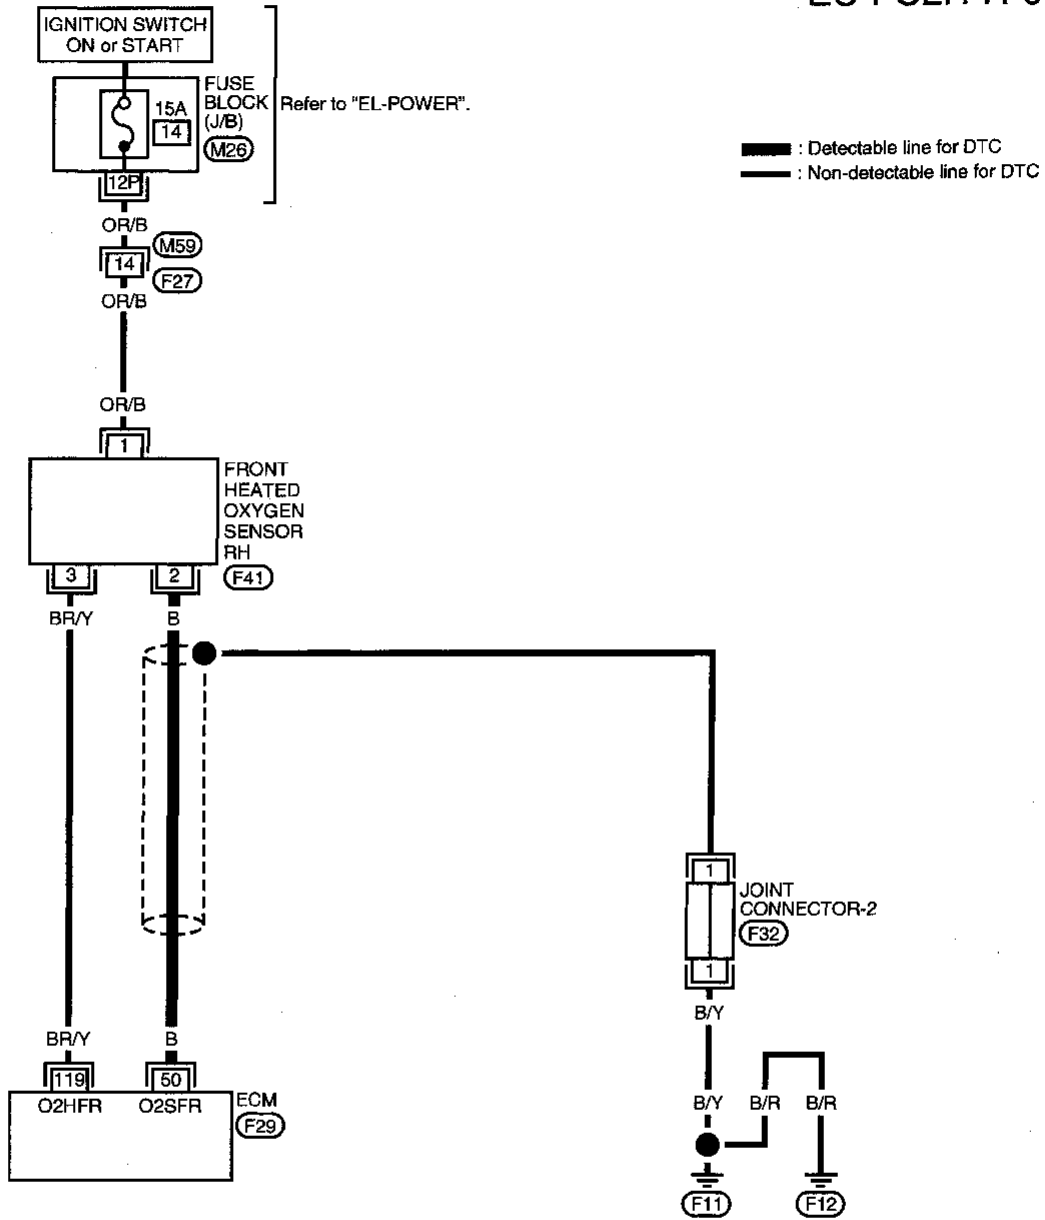 IGNITION SWITCH
ON or START
FUSE
BLOCK
(J/B)
Refer to "EL-POWER".
15A
14
M26
12P
: Detectable line for DTC
: Non-detectable line for DTC
OR/B
M59
14
F27
OR/B
OR/B
1
FRONT
HEATED
OXYGEN
SENSOR
RH
F41
3
2
BR/Y
B
1
JOINT
CONNECTOR-2
F32
1
B/Y
BR/Y
B
119
50
O2HFR
O2SFR
ECM
F29
B/Y
B/R
B/R
F11
F12